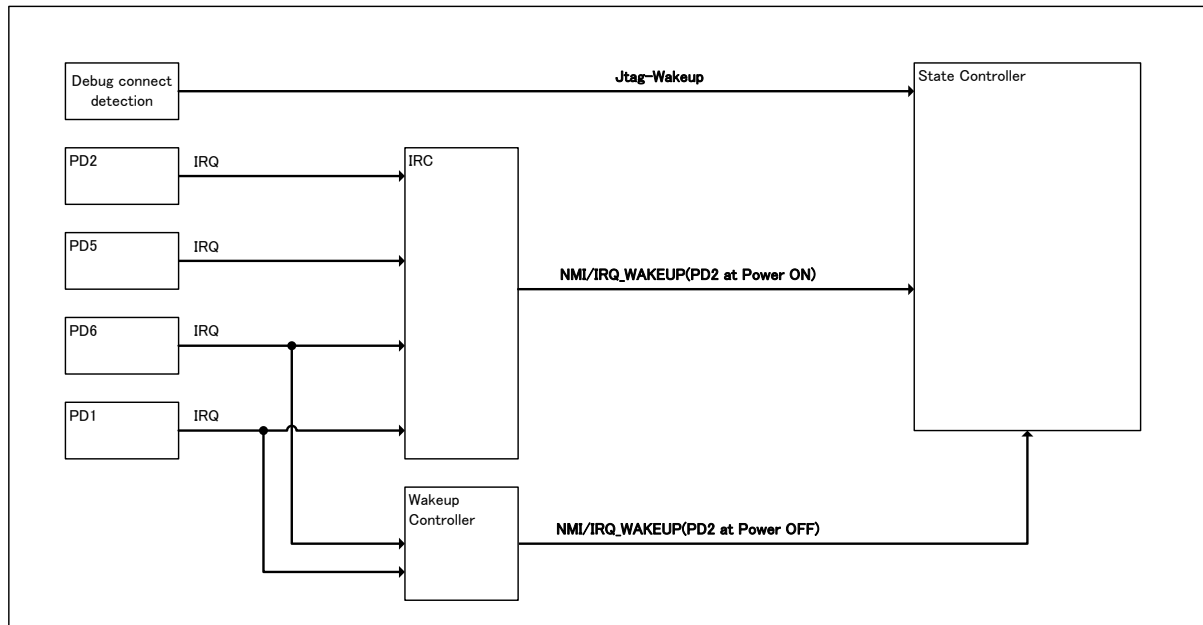 Debug connect
detection
Jtag-Wakeup
State Controller
PD2
IRQ
IRC
PD5
IRQ
NMI/IRQ_WAKEUP(PD2 at Power ON)
PD6
IRQ
PD1
IRQ
Wakeup
Controller
NMI/IRQ_WAKEUP(PD2 at Power OFF)